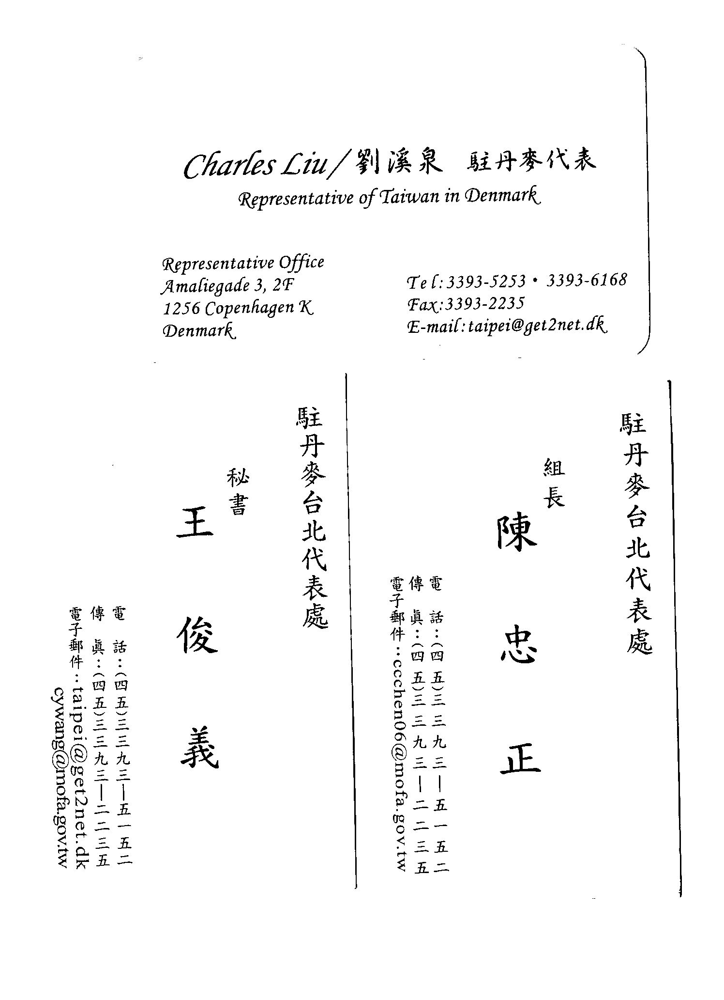 Charles Liu/劉溪泉 駐丹麥代表
Representative of Taiwan in Denmark
Representative Office
Amaliegade 3, 2F
1256 Copenhagen K
Denmark
Tel:3393-5253 • 3393-6168
Fax:3393-2235
E-mail:taipei@get2net.dk
駐丹麥台北代表處
組長
陳忠正
電話:(四五)三三九三—五一五二
傳眞:(四五)三三九三—二二三五
電子郵件:ccchen06@mofa.gov.tw
駐丹麥台北代表處
秘書
王俊義
電話:(四五)三三九三—五一五二
傳眞:(四五)三三九三—二二三五
電子郵件:taipei@get2net.dk
cywang@mofa.gov.tw